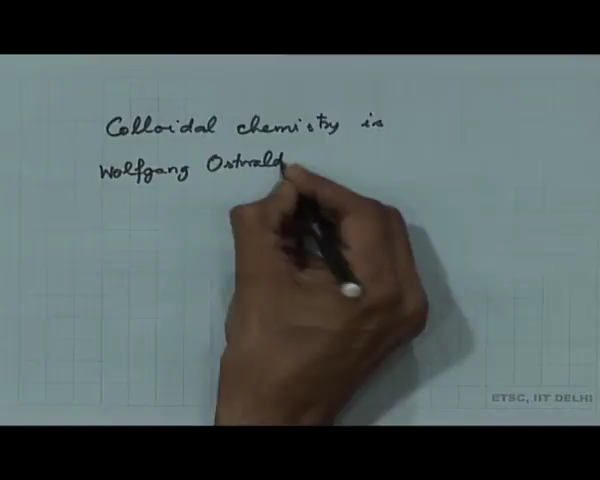 Colloidal chemistry is
Wolfgang Ostwald
ETSC, IIT DELHI